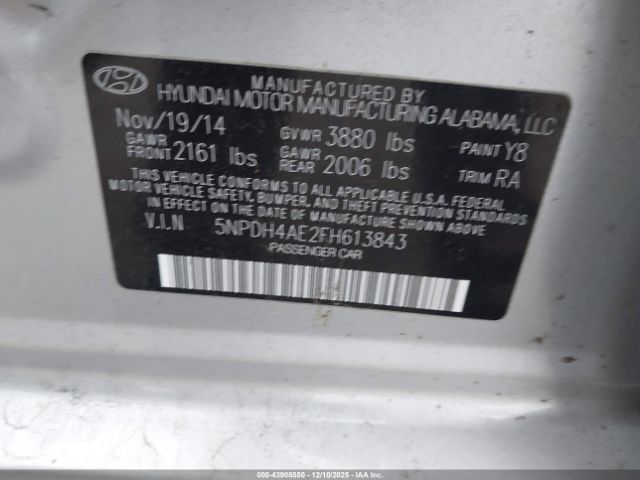 MANUFACTURED BY
HYUNDAI MOTOR MANUFACTURING ALABAMA, LLC
Nov/19/14 GVWR 3880 lbs PAINT Y8
GAWR FRONT 2161 lbs GAWR REAR 2006 lbs TRIM RA
THIS VEHICLE CONFORMS TO ALL APPLICABLE U.S.A. FEDERAL
MOTOR VEHICLE SAFETY, BUMPER, AND THEFT PREVENTION STANDARDS
IN EFFECT ON THE DATE OF MANUFACTURE SHOWN ABOVE
V.I.N 5NPDH4AE2FH613843
PASSENGER CAR
000-43908550 - 12/10/2025 - IAA Inc.